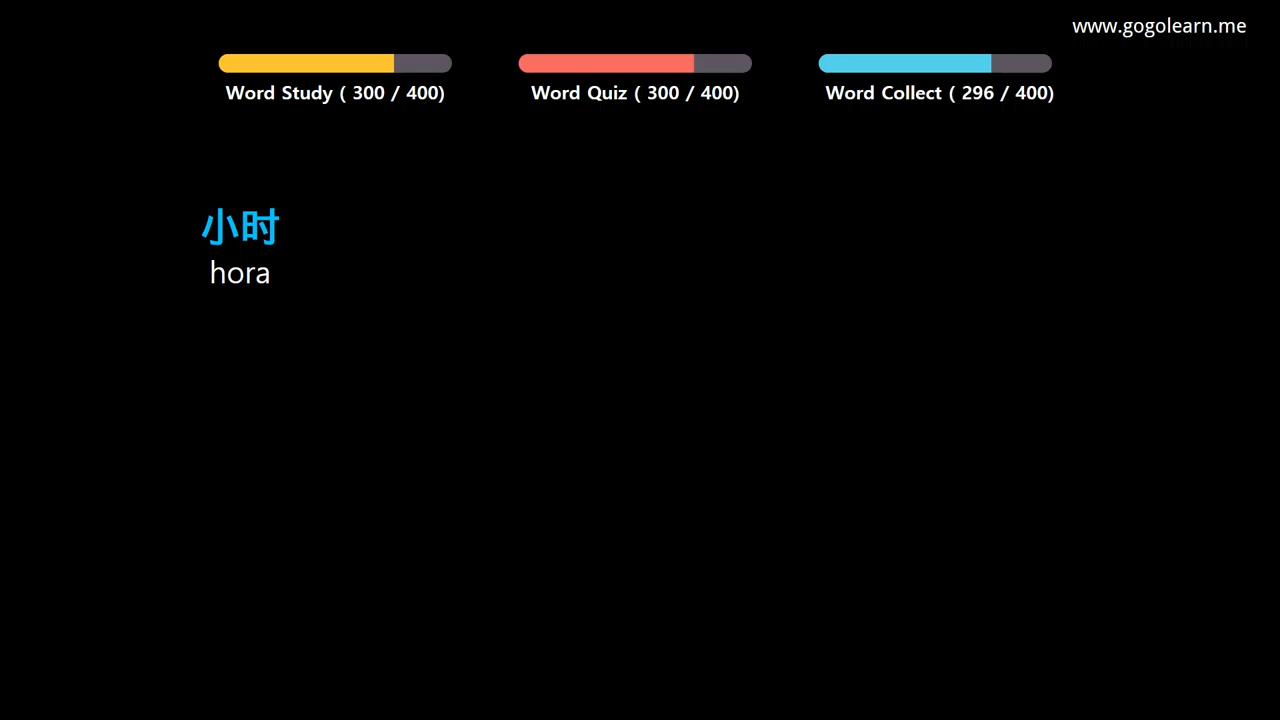 www.gogolearn.me
Word Study ( 300 / 400)
Word Quiz ( 300 / 400)
Word Collect ( 296 / 400)
小时
hora